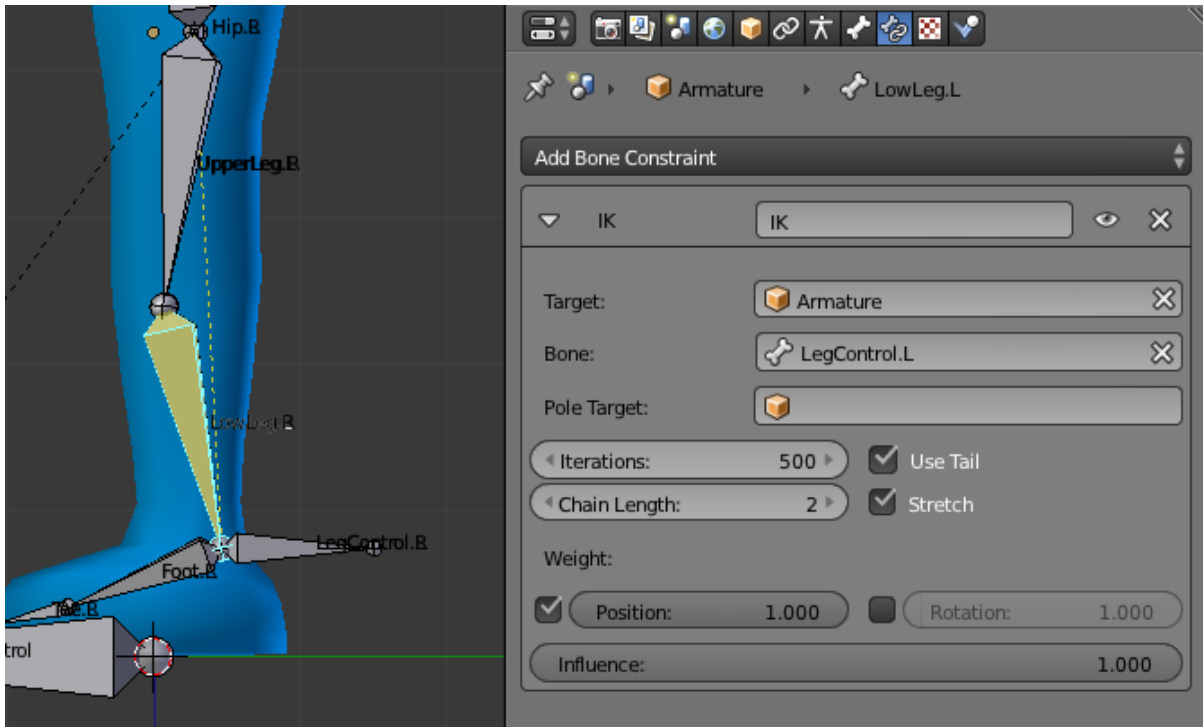 Hip.R
UpperLeg.R
LowLeg.R
LegControl.R
Foot.R
Toe.R
trol
Armature
LowLeg.L
Add Bone Constraint
IK
IK
Target:
Armature
Bone:
LegControl.L
Pole Target:
Iterations: 500
Use Tail
Chain Length: 2
Stretch
Weight:
Position: 1.000
Rotation: 1.000
Influence: 1.000